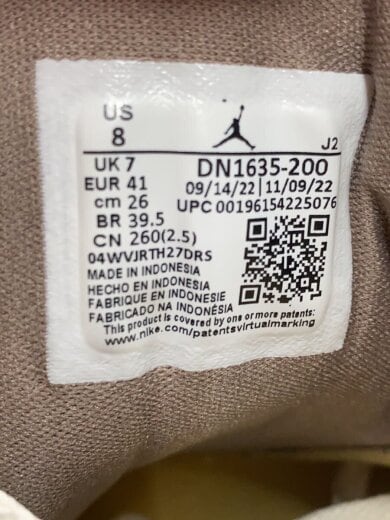 US
8
J2
UK 7
EUR 41
cm 26
BR 39.5
CN 260(2.5)
DN1635-200
09/14/22 | 11/09/22
UPC 00196154225076
04WVJRTH27DRS
MADE IN INDONESIA
HECHO EN INDONESIA
FABRIQUE EN INDONESIE
FABRICADO NA INDONÉSIA
This product is covered by one or more patents:
www.nike.com/patentsvirtualmarking